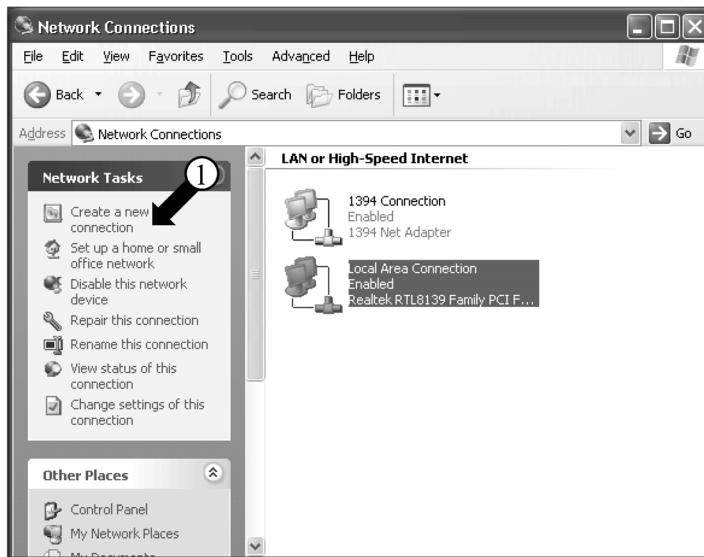 Network Connections
File Edit View Favorites Tools Advanced Help
Back Search Folders
Address Network Connections Go
Network Tasks
1
Create a new
connection
Set up a home or small
office network
Disable this network
device
Repair this connection
Rename this connection
View status of this
connection
Change settings of this
connection
Other Places
Control Panel
My Network Places
My Documents
LAN or High-Speed Internet
1394 Connection
Enabled
1394 Net Adapter
Local Area Connection
Enabled
Realtek RTL8139 Family PCI F...